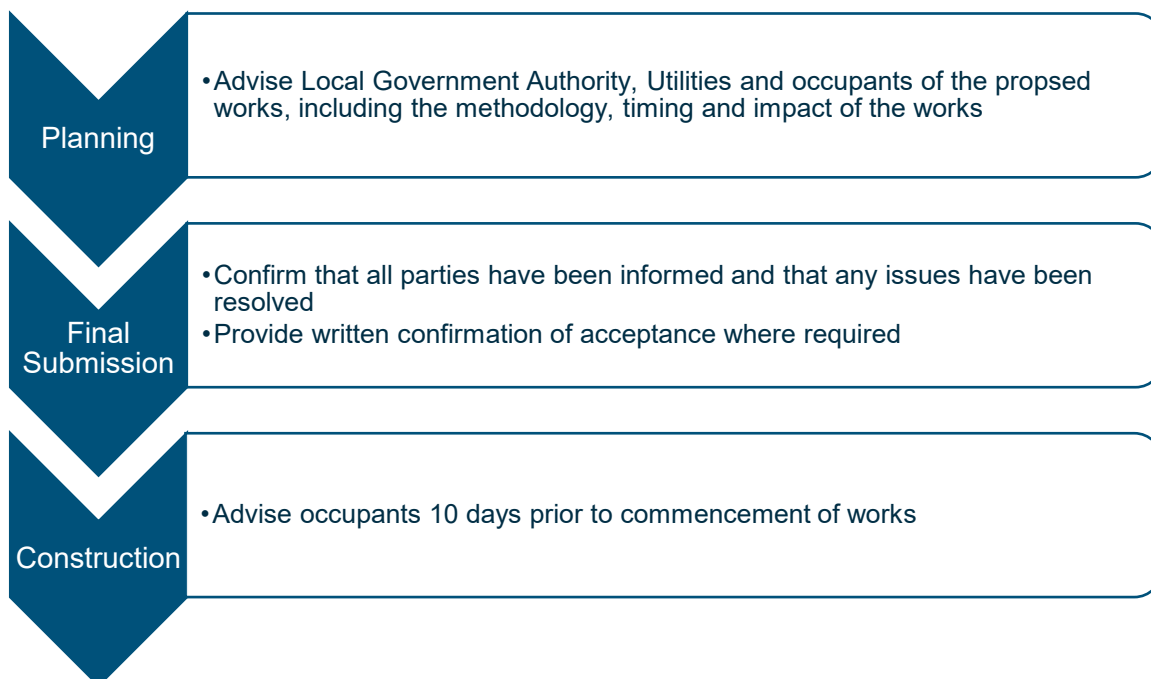 Planning
•Advise Local Government Authority, Utilities and occupants of the propsed
works, including the methodology, timing and impact of the works
Final
Submission
•Confirm that all parties have been informed and that any issues have been
resolved
•Provide written confirmation of acceptance where required
Construction
•Advise occupants 10 days prior to commencement of works